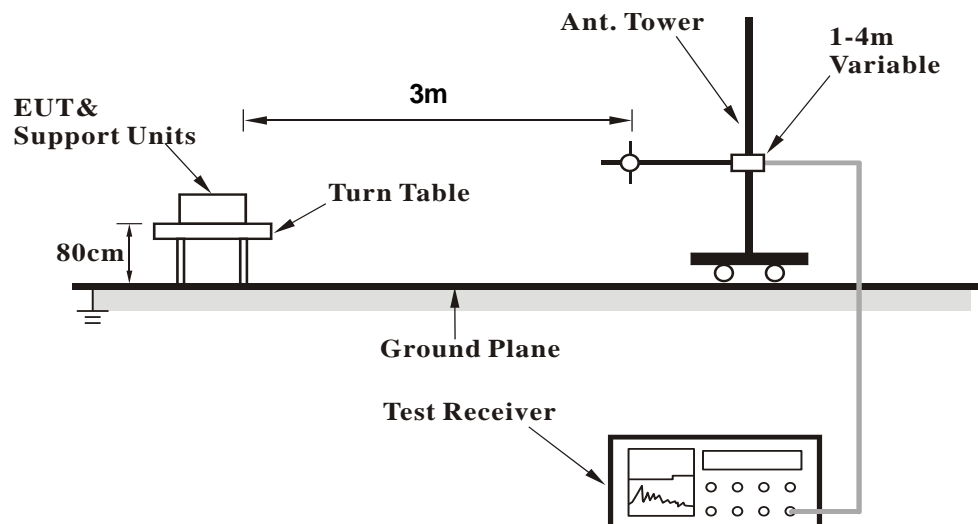 Ant. Tower
1-4m
Variable
3m
EUT&
Support Units
Turn Table
80cm
Ground Plane
Test Receiver